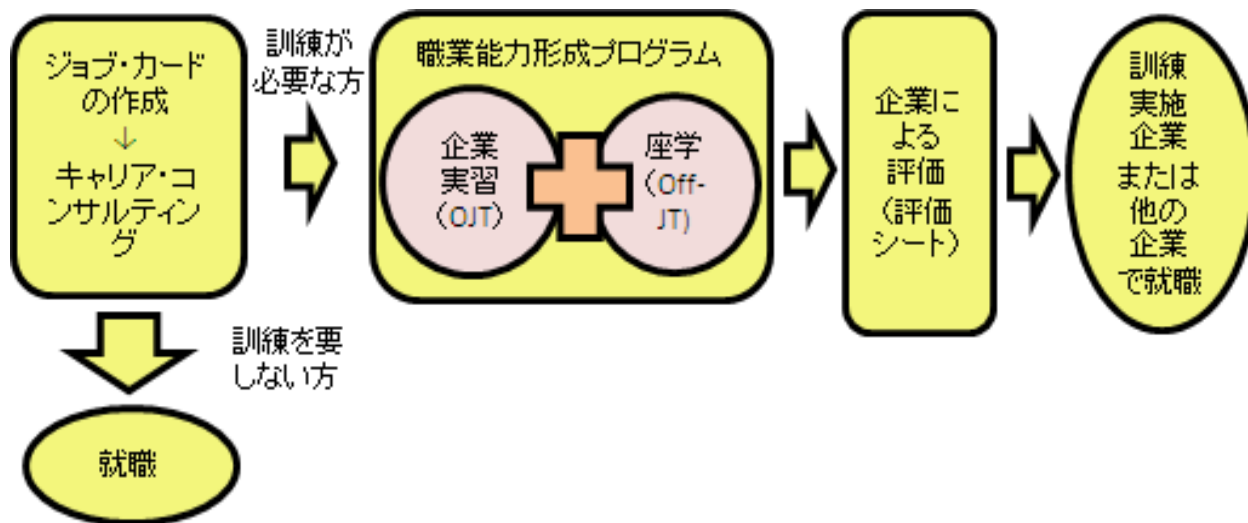 ジョブ・カード
の作成
↓
キャリア・コ
ンサルティン
グ
訓練が
必要な方
職業能力形成プログラム
企業
実習
（OJT）
座学
（Off-
JT)
企業に
よる
評価
（評価
シート）
訓練
実施
企業
または
他の
企業
で就職
訓練を要
しない方
就職